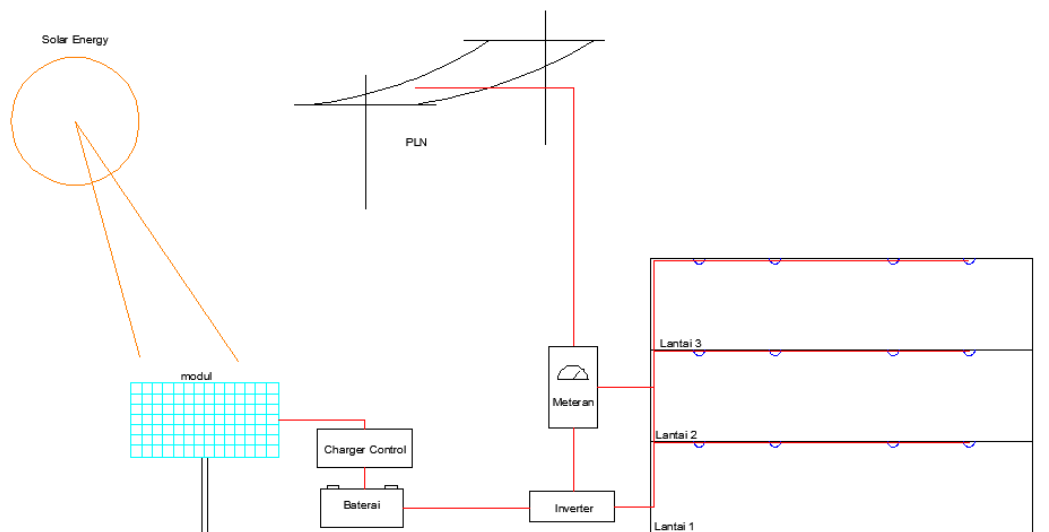 Solar Energy
PLN
modul
Charger Control
Baterai
Inverter
Meteran
Lantai 3
Lantai 2
Lantai 1